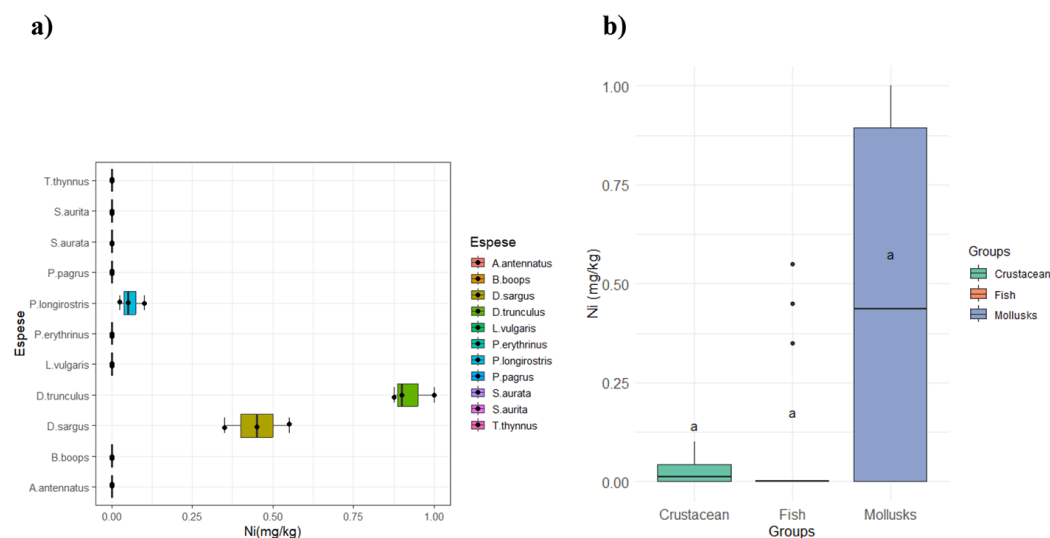 a)
T.thynnus
S.aurita
S.aurata
P.pagrus
P.longirostris
P.erythrinus
L.vulgaris
D.trunculus
D.sargus
B.boops
A.antennatus
Espese
0.00 0.25 0.50 0.75 1.00
Ni(mg/kg)
Espese
A.antennatus
B.boops
D.sargus
D.trunculus
L.vulgaris
P.erythrinus
P.longirostris
P.pagrus
S.aurata
S.aurita
T.thynnus
b)
1.00
0.75
0.50
0.25
0.00
Ni (mg/kg)
a
a
a
Crustacean Fish Mollusks
Groups
Groups
Crustacean
Fish
Mollusks